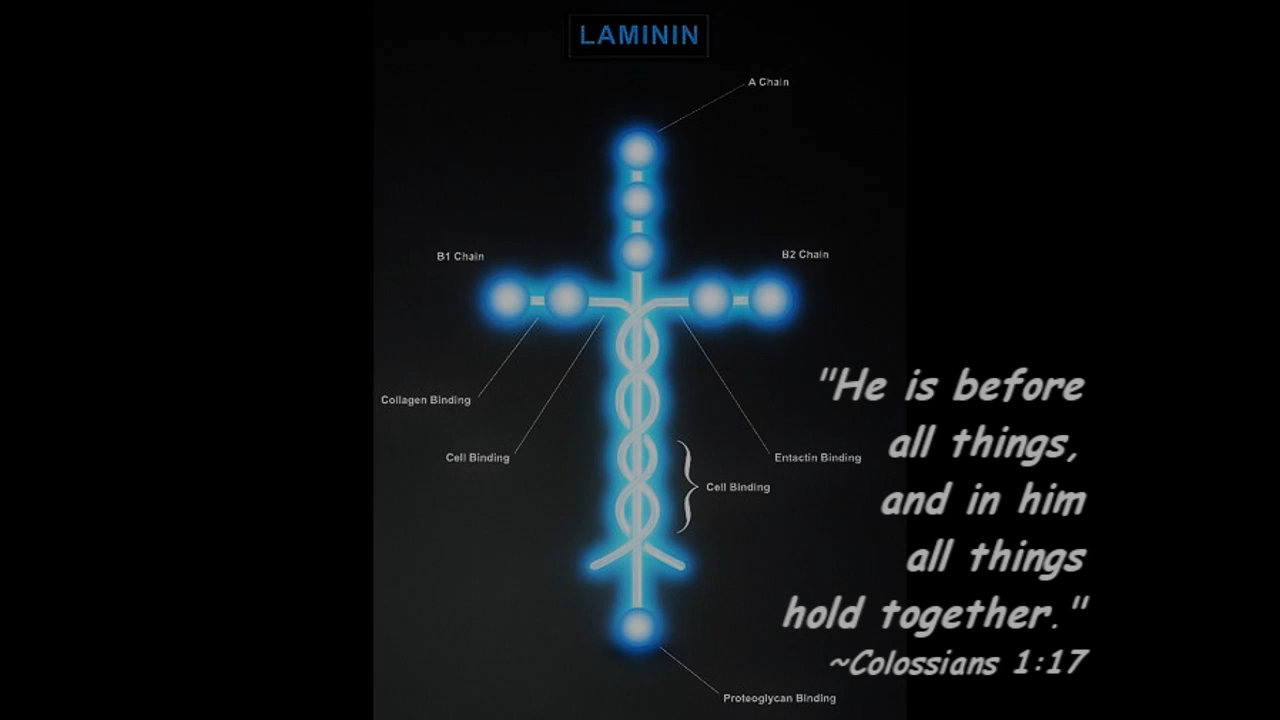 LAMININ
A Chain
B1 Chain
B2 Chain
Collagen Binding
Cell Binding
Entactin Binding
Cell Binding
Proteoglycan Binding
"He is before
all things,
and in him
all things
hold together."
~Colossians 1:17